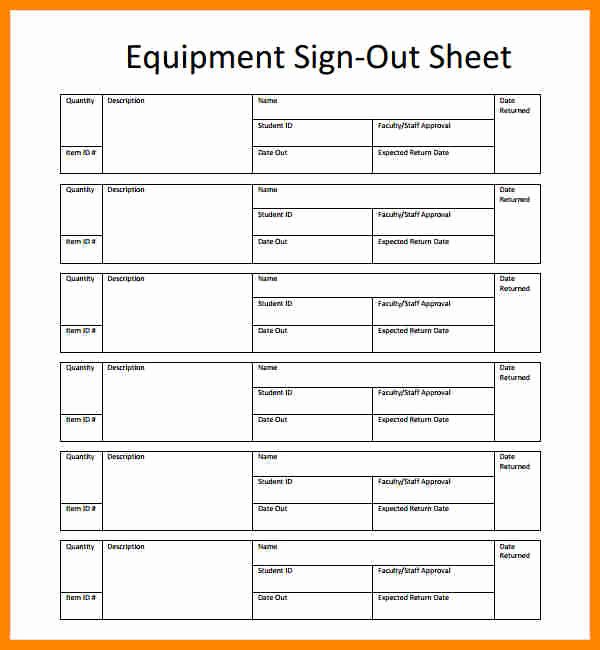 Equipment Sign-Out Sheet
Quantity Description Name Date
Returned
Student ID Faculty/Staff Approval
Item ID # Date Out Expected Return Date
Quantity Description Name Date
Returned
Student ID Faculty/Staff Approval
Item ID # Date Out Expected Return Date
Quantity Description Name Date
Returned
Student ID Faculty/Staff Approval
Item ID # Date Out Expected Return Date
Quantity Description Name Date
Returned
Student ID Faculty/Staff Approval
Item ID # Date Out Expected Return Date
Quantity Description Name Date
Returned
Student ID Faculty/Staff Approval
Item ID # Date Out Expected Return Date
Quantity Description Name Date
Returned
Student ID Faculty/Staff Approval
Item ID # Date Out Expected Return Date